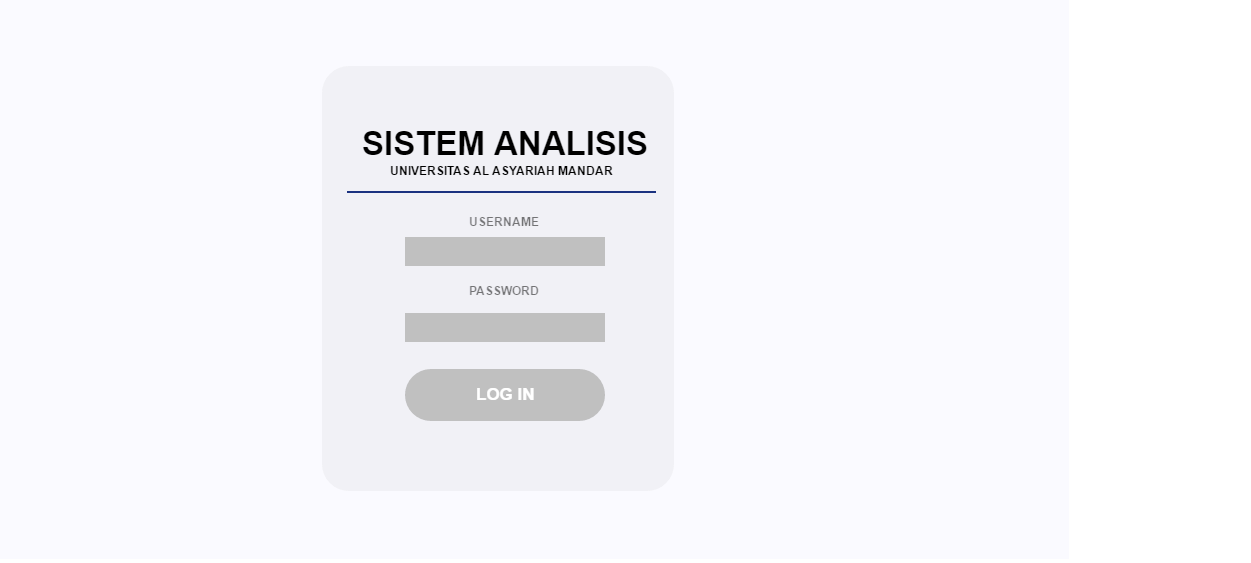 SISTEM ANALISIS
UNIVERSITAS AL ASYARIAH MANDAR
USERNAME
PASSWORD
LOG IN